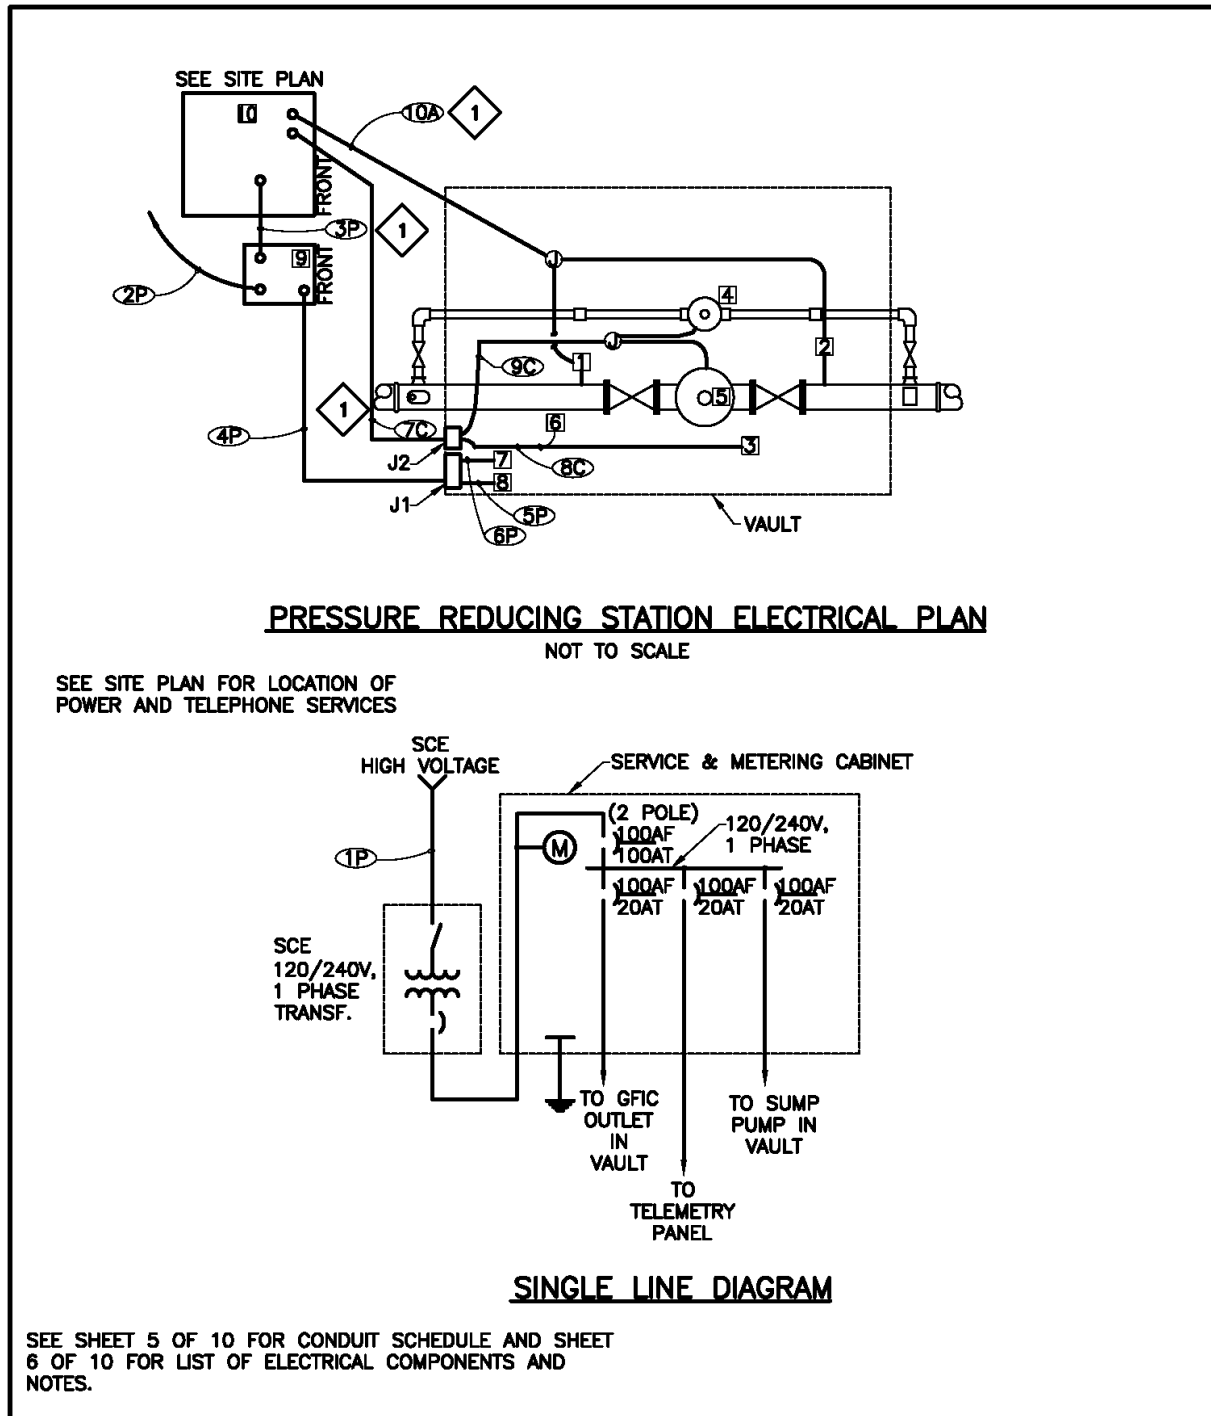 SEE SITE PLAN
10
10A
1
FRONT
3P
1
9
FRONT
2P
J
4
J
1
2
9C
5
1
7C
6
4P
J2
3
8C
7
J1
8
5P
6P
VAULT
PRESSURE REDUCING STATION ELECTRICAL PLAN
NOT TO SCALE
SEE SITE PLAN FOR LOCATION OF
POWER AND TELEPHONE SERVICES
SCE
HIGH VOLTAGE
SERVICE & METERING CABINET
(2 POLE)
100AF
100AT
120/240V,
1 PHASE
M
1P
100AF
20AT
100AF
20AT
100AF
20AT
SCE
120/240V,
1 PHASE
TRANSF.
TO GFIC
OUTLET
IN
VAULT
TO SUMP
PUMP IN
VAULT
TO
TELEMETRY
PANEL
SINGLE LINE DIAGRAM
SEE SHEET 5 OF 10 FOR CONDUIT SCHEDULE AND SHEET
6 OF 10 FOR LIST OF ELECTRICAL COMPONENTS AND
NOTES.